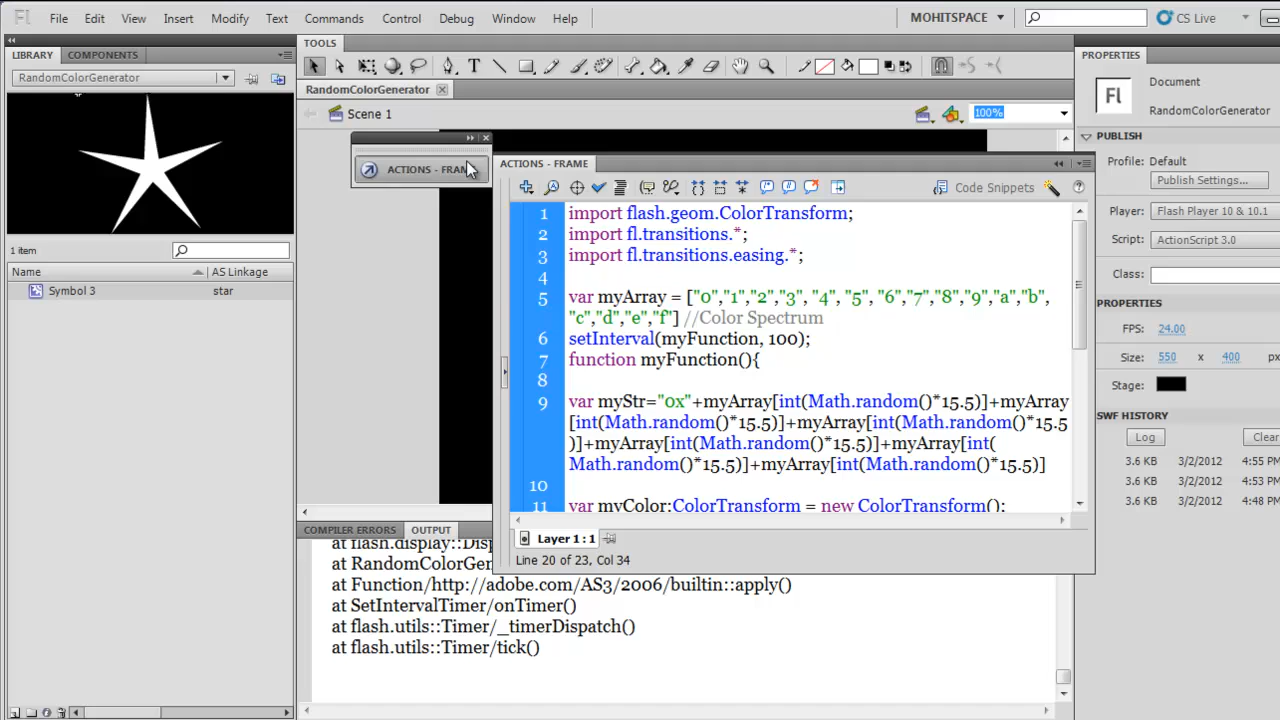 Fl File Edit View Insert Modify Text Commands Control Debug Window Help MOHITSPACE CS Live
LIBRARY COMPONENTS
RandomColorGenerator
1 item
Name AS Linkage
Symbol 3 star
TOOLS
RandomColorGenerator
Scene 1 100%
ACTIONS - FRAM
ACTIONS - FRAME
Code Snippets
1 import flash.geom.ColorTransform;
2 import fl.transitions.*;
3 import fl.transitions.easing.*;
4
5 var myArray = ["0","1","2","3", "4", "5", "6","7","8","9","a","b",
"c","d","e","f"] //Color Spectrum
6 setInterval(myFunction, 100);
7 function myFunction(){
8
9 var myStr="0x"+myArray[int(Math.random()*15.5)]+myArray
[int(Math.random()*15.5)]+myArray[int(Math.random()*15.5
)]+myArray[int(Math.random()*15.5)]+myArray[int(
Math.random()*15.5)]+myArray[int(Math.random()*15.5)]
10
11 var myColor:ColorTransform = new ColorTransform();
Layer 1 : 1
Line 20 of 23, Col 34
COMPILER ERRORS OUTPUT
at flash.display::Disp
at RandomColorGen
at Function/http://adobe.com/AS3/2006/builtin::apply()
at SetIntervalTimer/onTimer()
at flash.utils::Timer/_timerDispatch()
at flash.utils::Timer/tick()
PROPERTIES
Fl Document
RandomColorGenerator
PUBLISH
Profile: Default
Publish Settings...
Player: Flash Player 10 & 10.1
Script: ActionScript 3.0
Class:
PROPERTIES
FPS: 24.00
Size: 550 x 400 px
Stage:
SWF HISTORY
Log Clear
3.6 KB 3/2/2012 4:55 PM
3.6 KB 3/2/2012 4:53 PM
3.6 KB 3/2/2012 4:48 PM